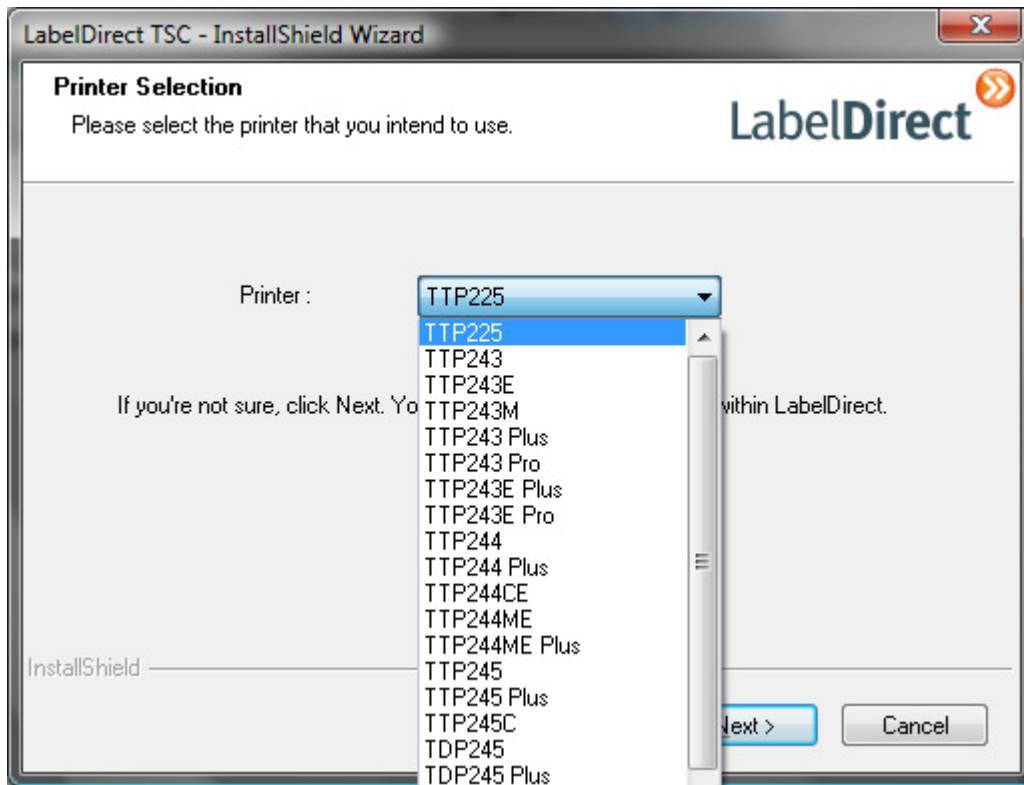 LabelDirect TSC - InstallShield Wizard
Printer Selection
Please select the printer that you intend to use.
LabelDirect
Printer :
TTP225
TTP225
TTP243
TTP243E
If you're not sure, click Next.
within LabelDirect.
TTP243M
TTP243 Plus
TTP243 Pro
TTP243E Plus
TTP243E Pro
TTP244
TTP244 Plus
TTP244CE
TTP244ME
TTP244ME Plus
InstallShield
TTP245
TTP245 Plus
TTP245C
Next >
Cancel
TDP245
TDP245 Plus